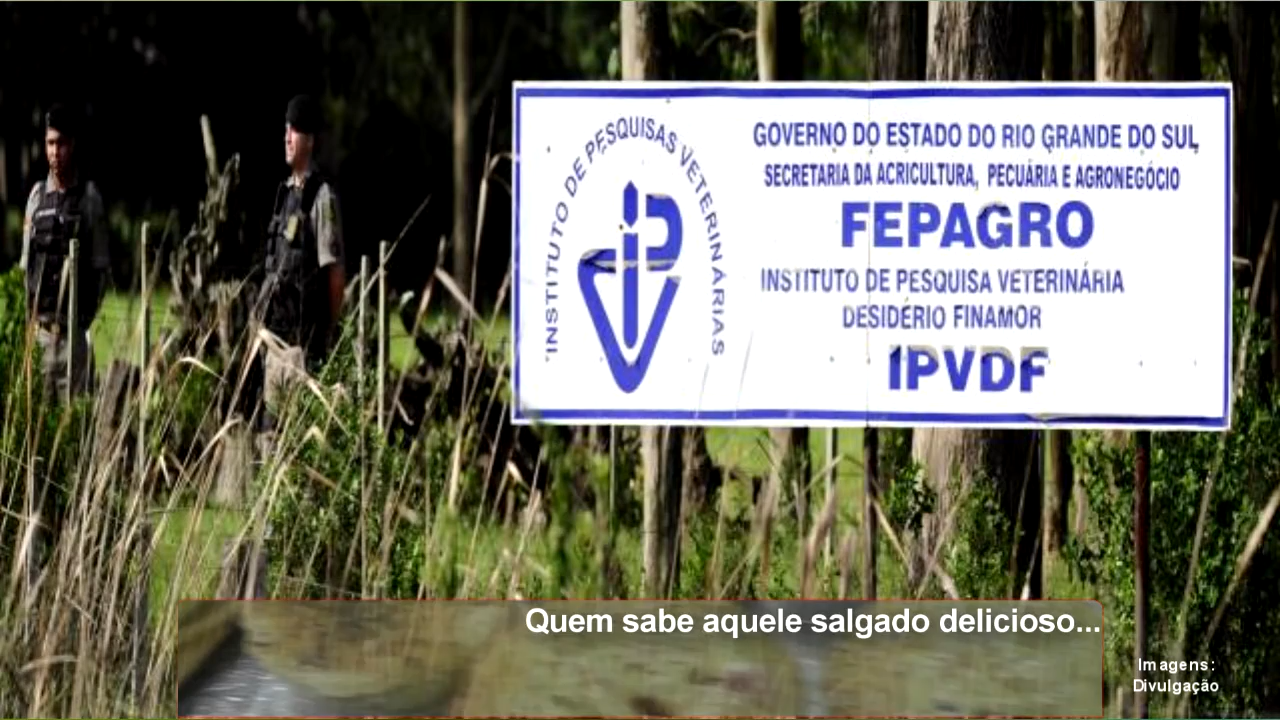 INSTITUTO DE PESQUISAS VETERINÁRIAS
GOVERNO DO ESTADO DO RIO GRANDE DO SUL
SECRETARIA DA ACRICULTURA, PECUÁRIA E AGRONEGÓCIO
FEPAGRO
INSTITUTO DE PESQUISA VETERINÁRIA
DESIDÉRIO FINAMOR
IPVDF
Quem sabe aquele salgado delicioso...
Imagens:
Divulgação